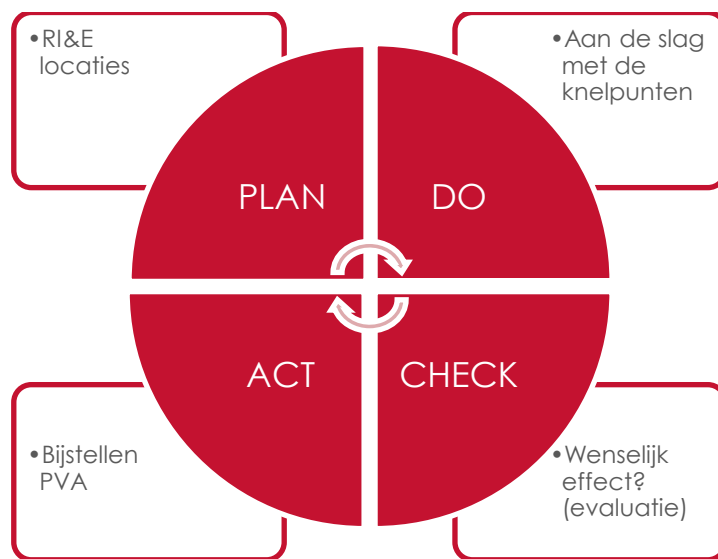 •RI&E
locaties
•Aan de slag
met de
knelpunten
PLAN
DO
ACT
CHECK
•Bijstellen
PVA
•Wenselijk
effect?
(evaluatie)